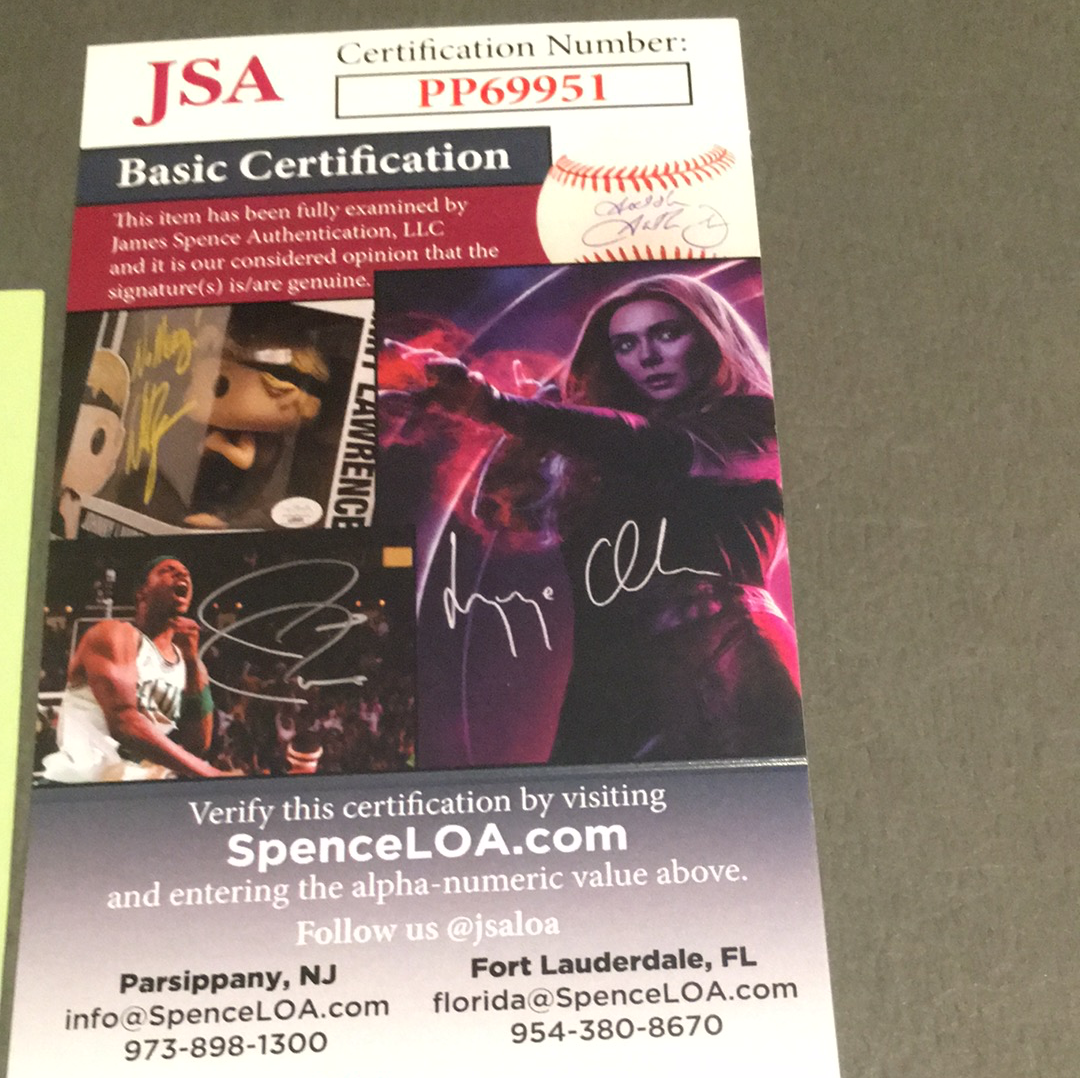 JSA
Certification Number:
PP69951
Basic Certification
This item has been fully examined by
James Spence Authentication, LLC
and it is our considered opinion that the
signature(s) is/are genuine.
LAWRENCE
CELTI
Verify this certification by visiting
SpenceLOA.com
and entering the alpha-numeric value above.
Follow us @jsaloa
Parsippany, NJ
info@SpenceLOA.com
973-898-1300
Fort Lauderdale, FL
florida@SpenceLOA.com
954-380-8670